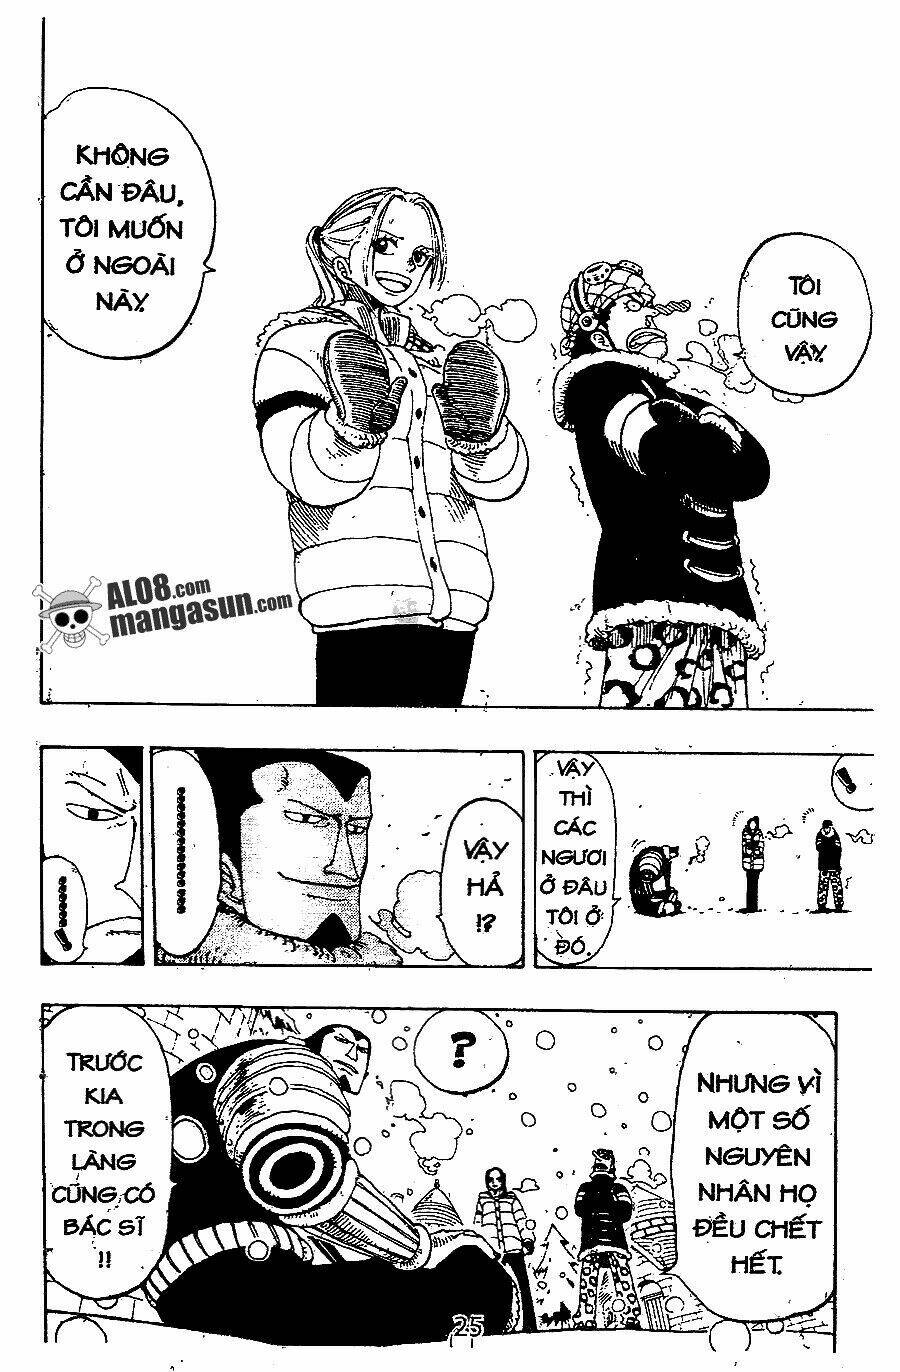 KHÔNG
CẦN ĐÂU,
TÔI MUỐN
Ở NGOÀI
NÀY.
TÔI
CŨNG
VẬY.
AL08.com
mangasun.com
!
............
VẬY
HẢ
!?
VẬY
THÌ
CÁC
NGƯƠI
Ở ĐÂU
TÔI Ở
ĐÓ.
!
TRƯỚC
KIA
TRONG
LÀNG
CŨNG CÓ
BÁC SĨ
!!
?
NHƯNG VÌ
MỘT SỐ
NGUYÊN
NHÂN HỌ
ĐỀU CHẾT
HẾT.
25